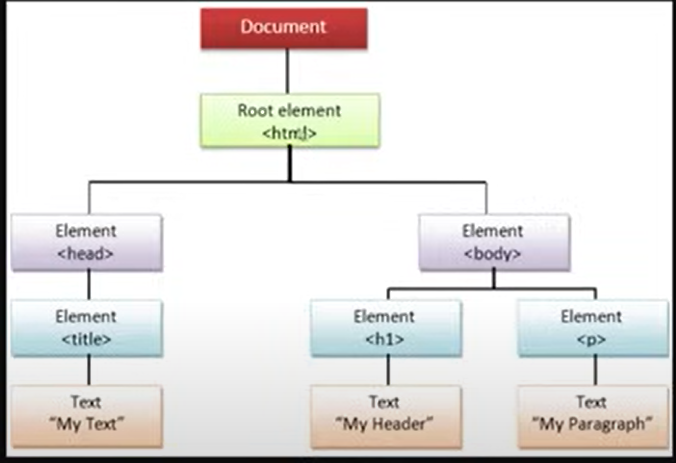 Document
Root element
<html>
Element
<head>
Element
<body>
Element
<title>
Element
<h1>
Element
<p>
Text
“My Text”
Text
“My Header”
Text
“My Paragraph”